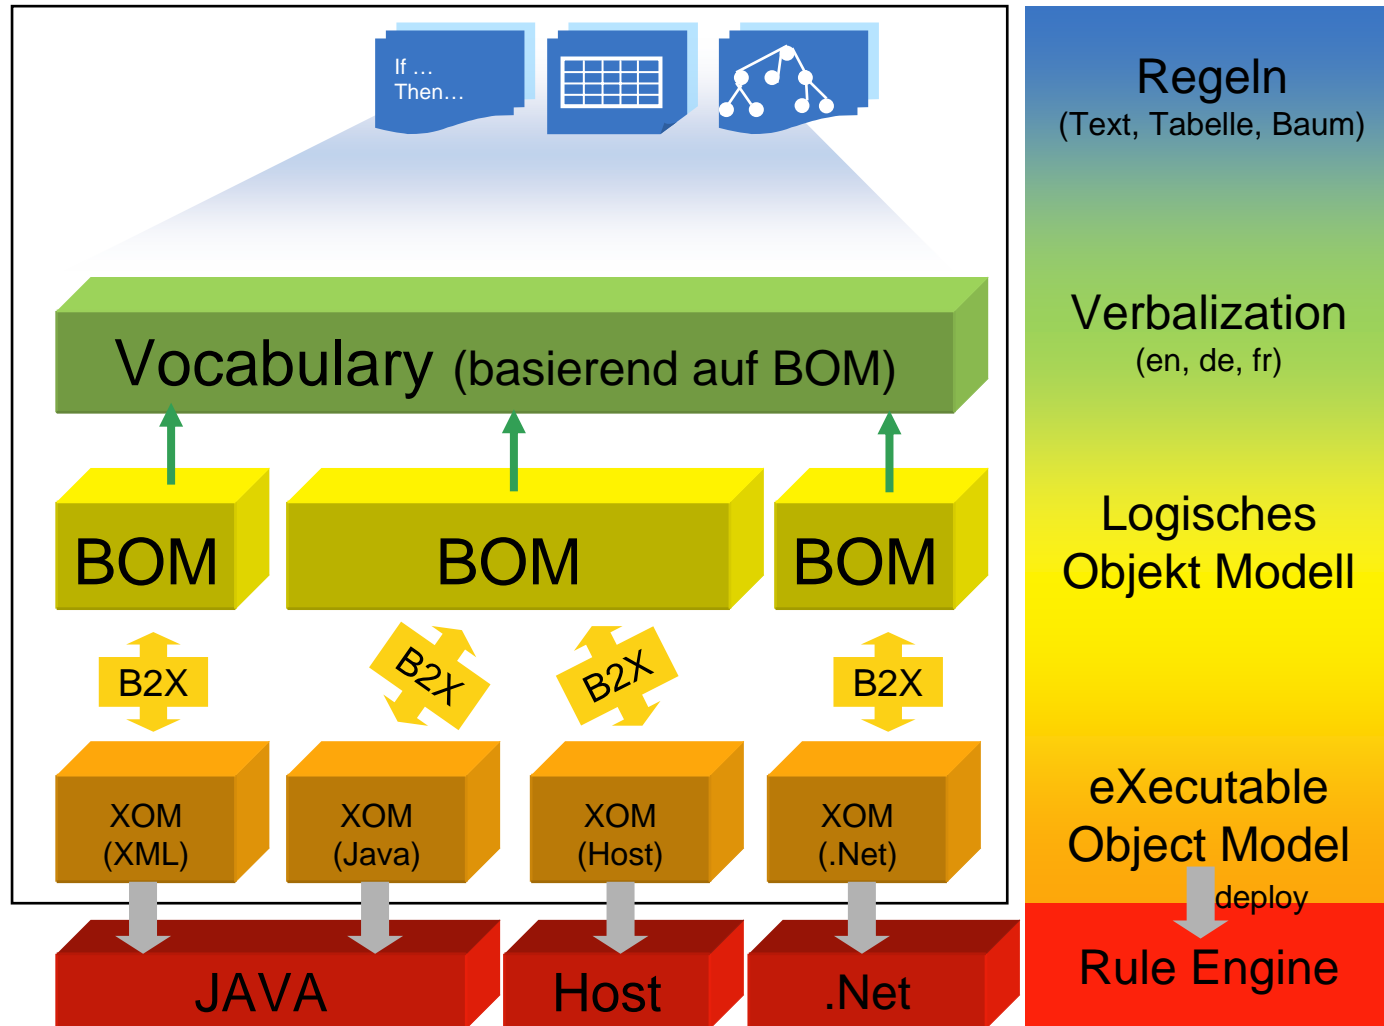 If …
Then…
Regeln
(Text, Tabelle, Baum)
Vocabulary (basierend auf BOM)
Verbalization
(en, de, fr)
BOM
BOM
BOM
Logisches
Objekt Modell
B2X
B2X
B2X
B2X
XOM
(XML)
XOM
(Java)
XOM
(Host)
XOM
(.Net)
eXecutable
Object Model
deploy
JAVA
Host
.Net
Rule Engine